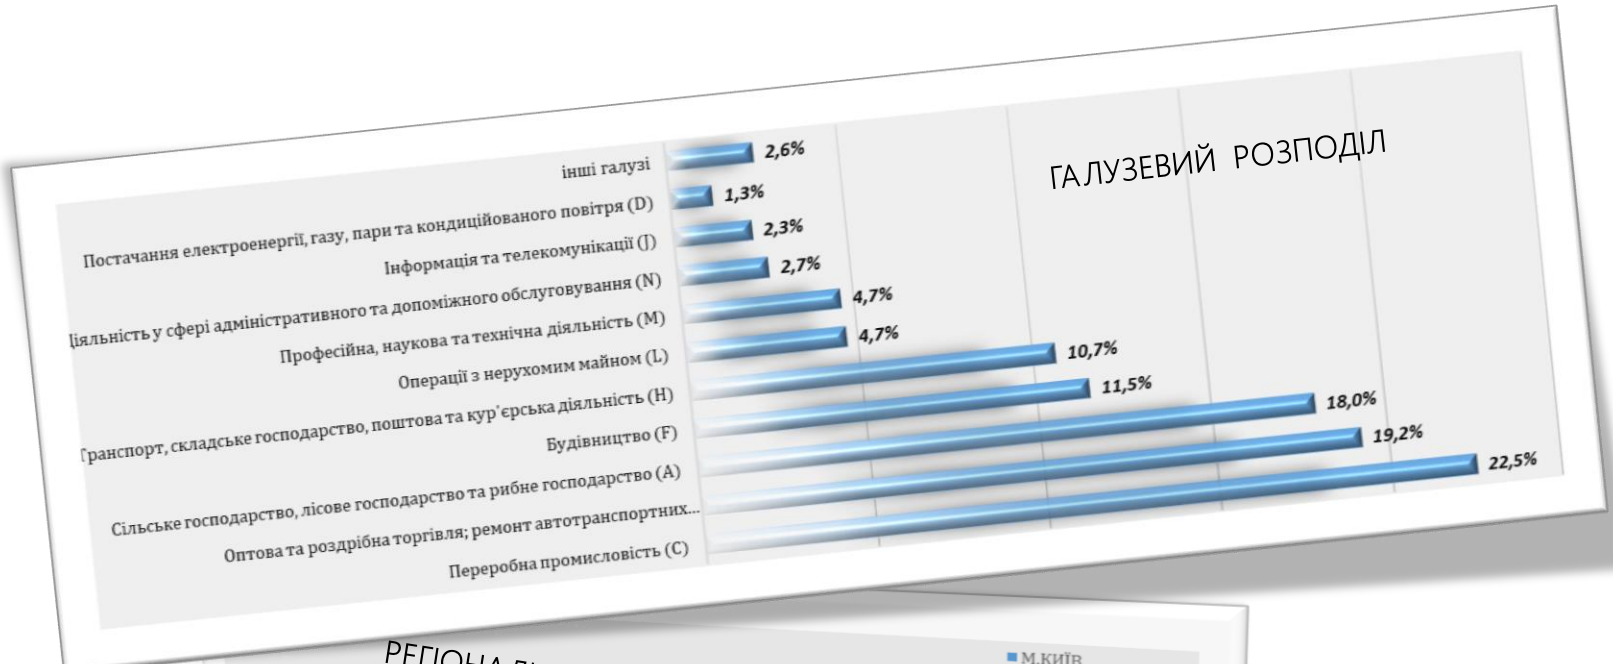 ГАЛУЗЕВИЙ РОЗПОДІЛ
інші галузі 2,6%
Постачання електроенергії, газу, пари та кондиційованого повітря (D) 1,3%
Інформація та телекомунікації (J) 2,3%
іяльність у сфері адміністративного та допоміжного обслуговування (N) 2,7%
Професійна, наукова та технічна діяльність (M) 4,7%
Операції з нерухомим майном (L) 4,7%
Транспорт, складське господарство, поштова та кур'єрська діяльність (H) 10,7%
Будівництво (F) 11,5%
Сільське господарство, лісове господарство та рибне господарство (A) 18,0%
Оптова та роздрібна торгівля; ремонт автотранспортних... 19,2%
Переробна промисловість (C) 22,5%
М.КИЇВ